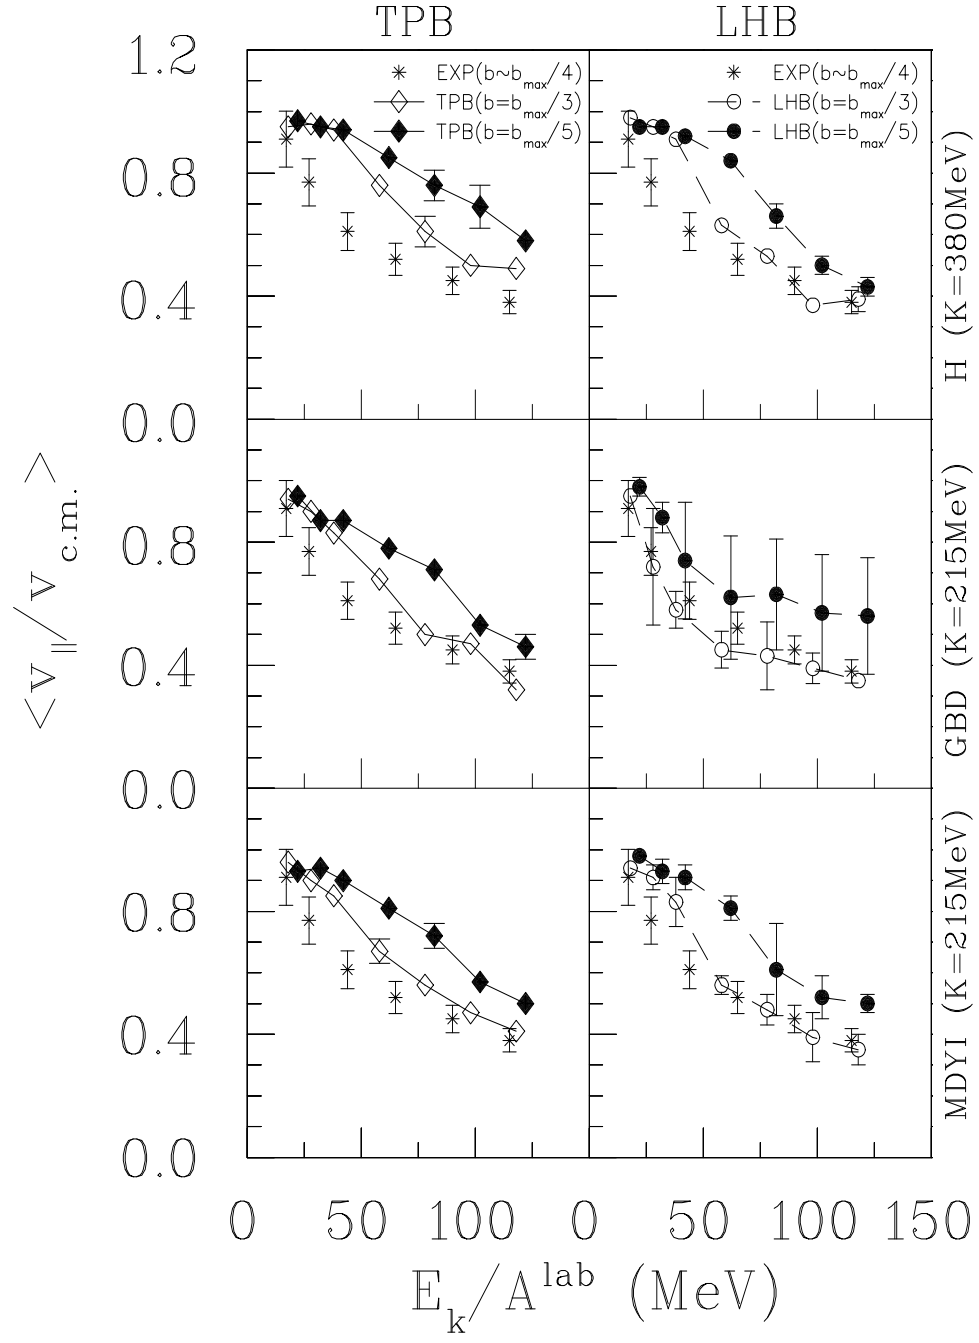 TPB LHB
1.2
EXP(b~b_max/4) EXP(b~b_max/4)
TPB(b=b_max/3) LHB(b=b_max/3)
TPB(b=b_max/5) LHB(b=b_max/5)
0.8
0.4
0.0
H (K=380MeV)
0.8
0.4
0.0
GBD (K=215MeV)
0.8
0.4
0.0
MDYI (K=215MeV)
<v_∥/v_c.m.>
0 50 100 0 50 100 150
E_k/A^lab (MeV)